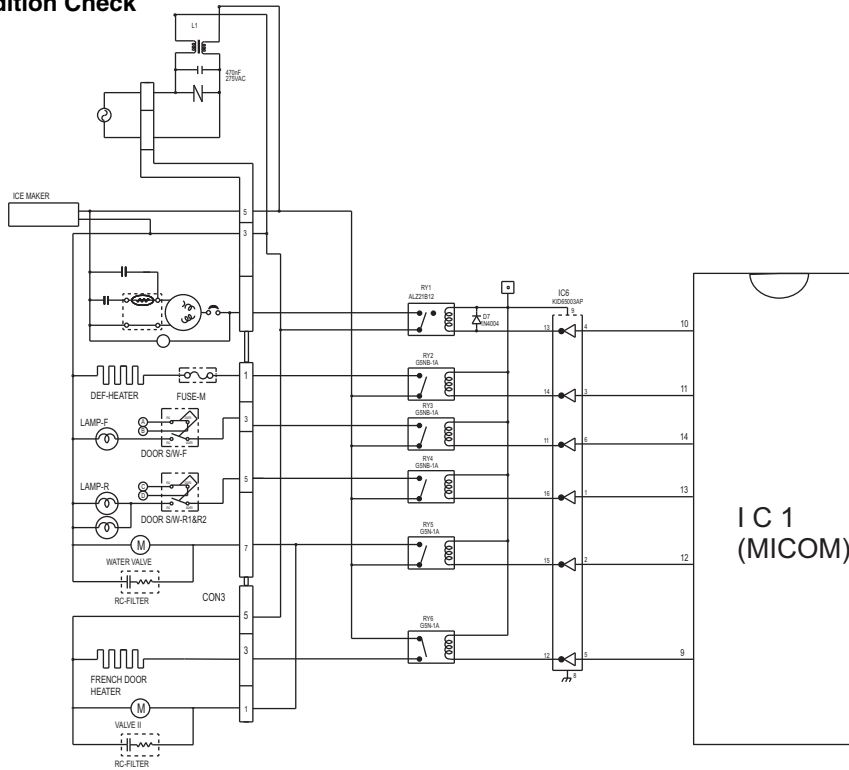 dition Check
L1
470nF
275VAC
ICE MAKER
5
3
RY1
ALZ21B12
D7
IN4004
IC6
KID65003AP
9
13
4
10
1
DEF-HEATER
FUSE-M
RY2
G5NB-1A
14
3
11
LAMP-F
A
B
DOOR S/W-F
3
RY3
G5NB-1A
11
6
14
LAMP-R
C
D
DOOR S/W-R1&R2
5
RY4
G5NB-1A
16
1
13
M
WATER VALVE
7
RY5
G5N-1A
15
2
12
I C 1
(MICOM)
RC-FILTER
CON3
5
RY6
G5N-1A
3
12
5
9
8
FRENCH DOOR
HEATER
M
1
VALVE II
RC-FILTER